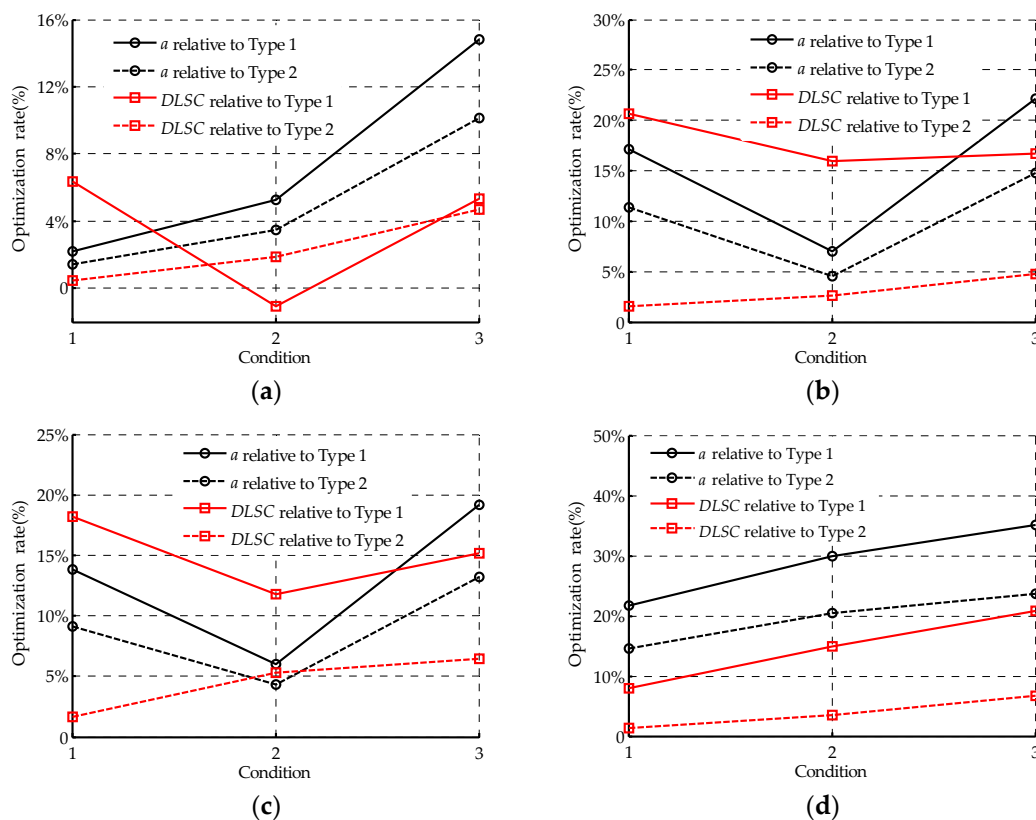 16%
12%
8%
4%
0
Optimization rate(%)
a relative to Type 1
a relative to Type 2
DLSC relative to Type 1
DLSC relative to Type 2
1 2 3
Condition
(a)
30%
25%
20%
15%
10%
5%
0
Optimization rate(%)
a relative to Type 1
a relative to Type 2
DLSC relative to Type 1
DLSC relative to Type 2
1 2 3
Condition
(b)
25%
20%
15%
10%
5%
0
Optimization rate(%)
a relative to Type 1
a relative to Type 2
DLSC relative to Type 1
DLSC relative to Type 2
1 2 3
Condition
(c)
50%
40%
30%
20%
10%
0
Optimization rate(%)
a relative to Type 1
a relative to Type 2
DLSC relative to Type 1
DLSC relative to Type 2
1 2 3
Condition
(d)